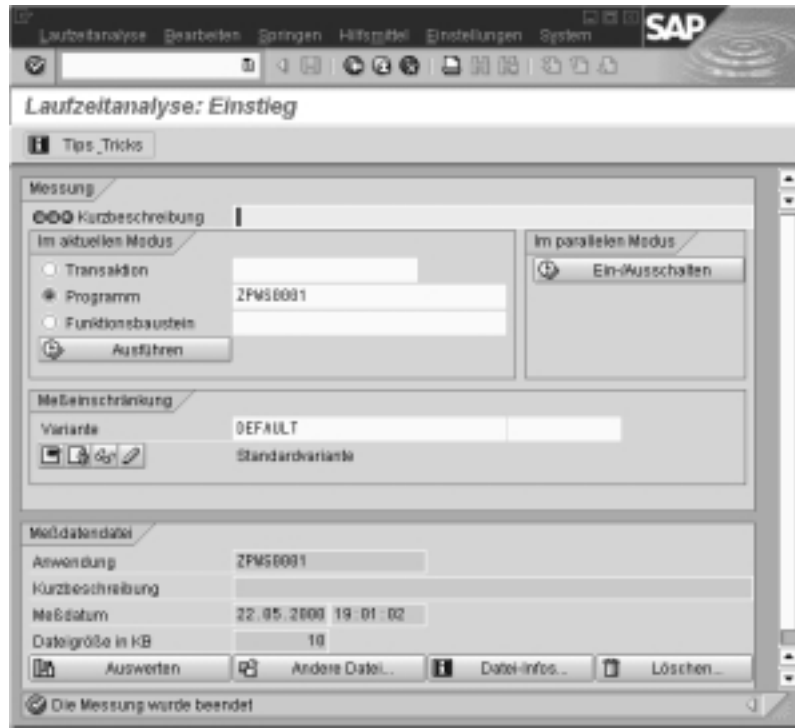 Laufzeitanalyse Bearbeiten Springen Hilfsmittel Einstellungen System
SAP
Laufzeitanalyse: Einstieg
Tips_Tricks
Messung
Kurzbeschreibung
Im aktuellen Modus
Im parallelen Modus
Transaktion
Ein-/Ausschalten
Programm ZPWS0001
Funktionsbaustein
Ausführen
Meßeinschränkung
Variante DEFAULT
Standardvariante
Meßdatendatei
Anwendung ZPWS0001
Kurzbeschreibung
Meßdatum 22.05.2000 19:01:02
Dateigröße in KB 10
Auswerten Andere Datei... Datei-Infos... Löschen...
Die Messung wurde beendet